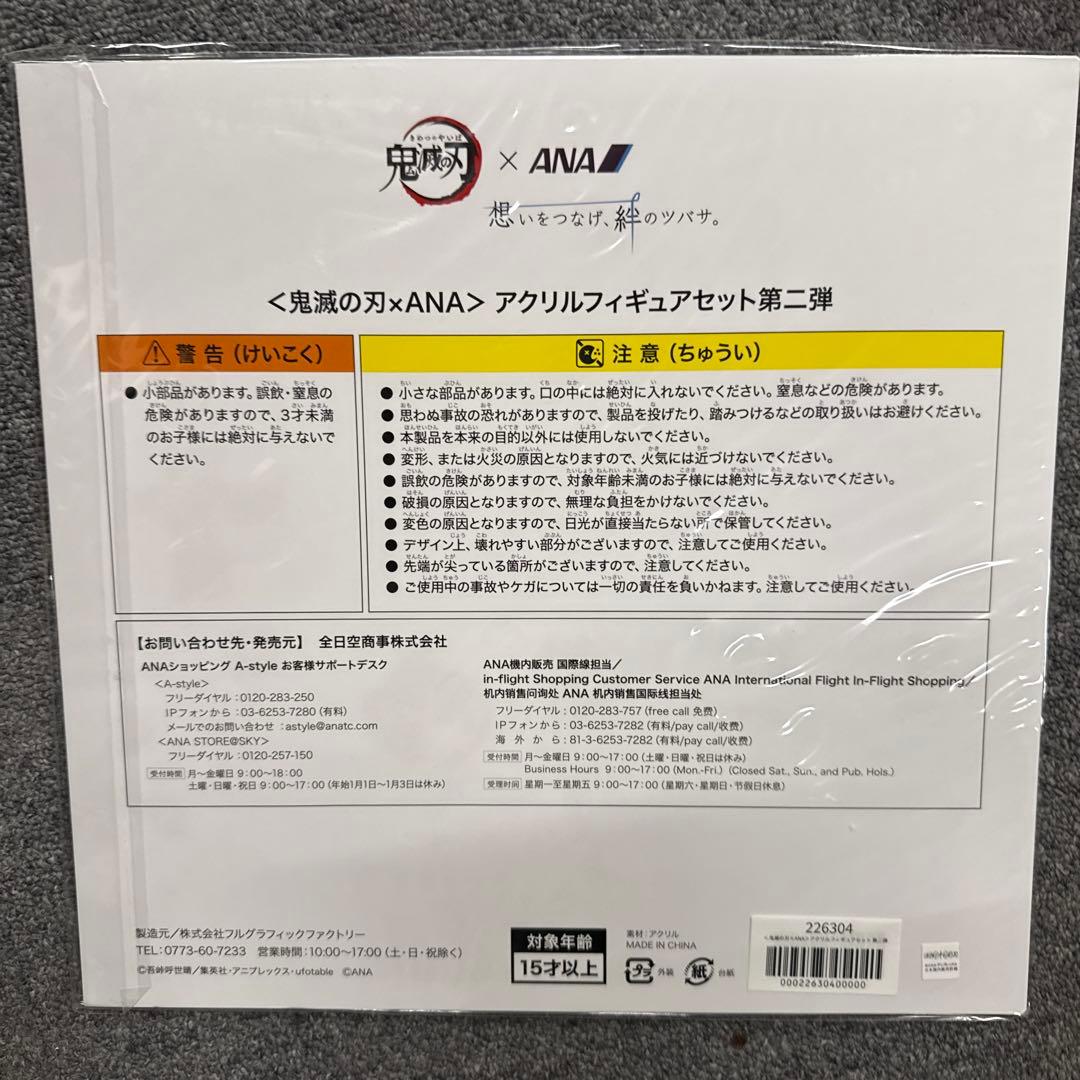 きめつのやいば
鬼滅の刃 × ANA
想いをつなげ、絆のツバサ。
<鬼滅の刃×ANA> アクリルフィギュアセット第二弾
警告(けいこく)
● 小部品があります。誤飲・窒息の
危険がありますので、3才未満
のお子様には絶対に与えないで
ください。
注意(ちゅうい)
● 小さな部品があります。口の中には絶対に入れないでください。窒息などの危険があります。
● 思わぬ事故の恐れがありますので、製品を投げたり、踏みつけるなどの取り扱いはお避けください。
● 本製品を本来の目的以外には使用しないでください。
● 変形、または火災の原因となりますので、火気には近づけないでください。
● 誤飲の危険がありますので、対象年齢未満のお子様には絶対に与えないでください。
● 破損の原因となりますので、無理な負担をかけないでください。
● 変色の原因となりますので、日光が直接当たらない所で保管してください。
● デザイン上、壊れやすい部分がございますので、注意してご使用ください。
● 先端が尖っている箇所がございますので、注意してください。
● ご使用中の事故やケガについては一切の責任を負いかねます。注意してご使用ください。
【お問い合わせ先・発売元】 全日空商事株式会社
ANAショッピング A-style お客様サポートデスク
<A-style>
フリーダイヤル:0120-283-250
IPフォンから:03-6253-7280(有料)
メールでのお問い合わせ :astyle@anatc.com
<ANA STORE@SKY>
フリーダイヤル:0120-257-150
受付時間 月〜金曜日 9:00〜18:00
土曜・日曜・祝日 9:00〜17:00(年始1月1日〜1月3日は休み)
ANA機内販売 国際線担当/
in-flight Shopping Customer Service ANA International Flight In-Flight Shopping/
机内销售问询处 ANA 机内销售国际线担当处
フリーダイヤル:0120-283-757(free call 免费)
IPフォンから:03-6253-7282(有料/pay call/收费)
海外から:81-3-6253-7282(有料/pay call/收费)
受付時間 月〜金曜日 9:00〜17:00(土曜・日曜・祝日は休み)
Business Hours 9:00〜17:00(Mon.-Fri.)(Closed Sat., Sun., and Pub. Hols.)
受理时间 星期一至星期五 9:00〜17:00(星期六・星期日・节假日休息)
製造元/株式会社フルグラフィックファクトリー
TEL:0773-60-7233 営業時間:10:00〜17:00(土・日・祝除く)
©吾峠呼世晴/集英社・アニプレックス・ufotable ©ANA
対象年齢
15才以上
素材:アクリル
MADE IN CHINA
プラ 外装 紙 台紙
226304
<鬼滅の刃×ANA>アクリルフィギュアセット第二弾
00022630400000